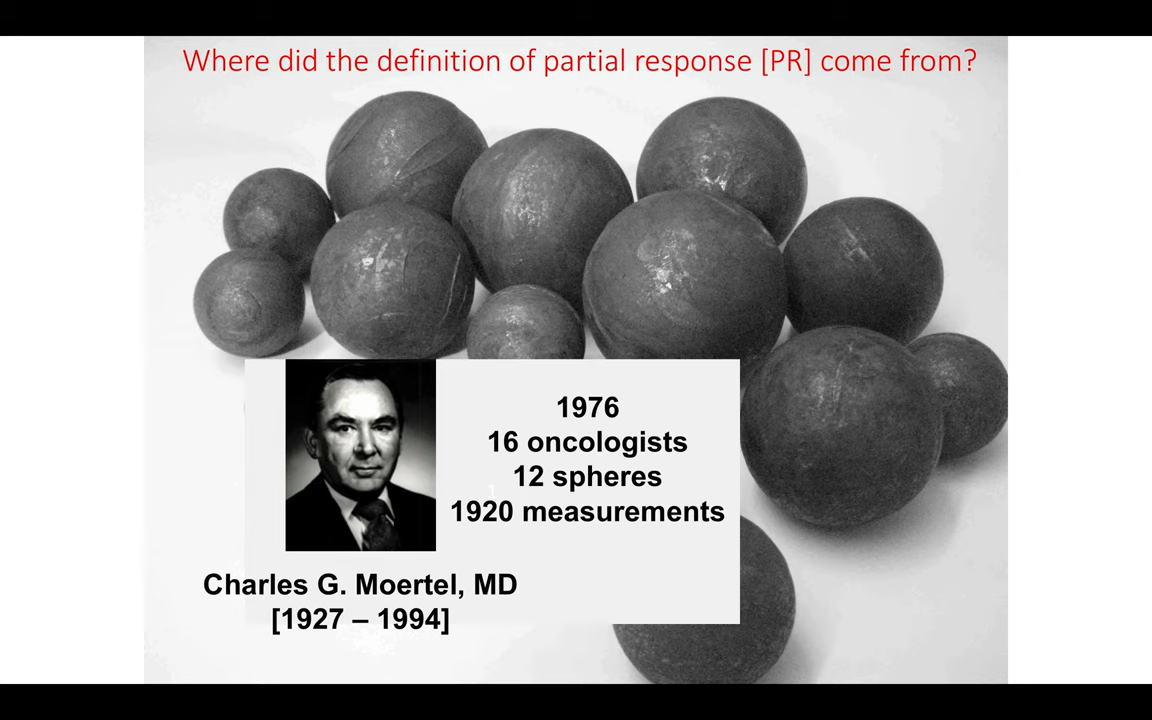 Where did the definition of partial response [PR] come from?
1976
16 oncologists
12 spheres
1920 measurements
Charles G. Moertel, MD
[1927 – 1994]